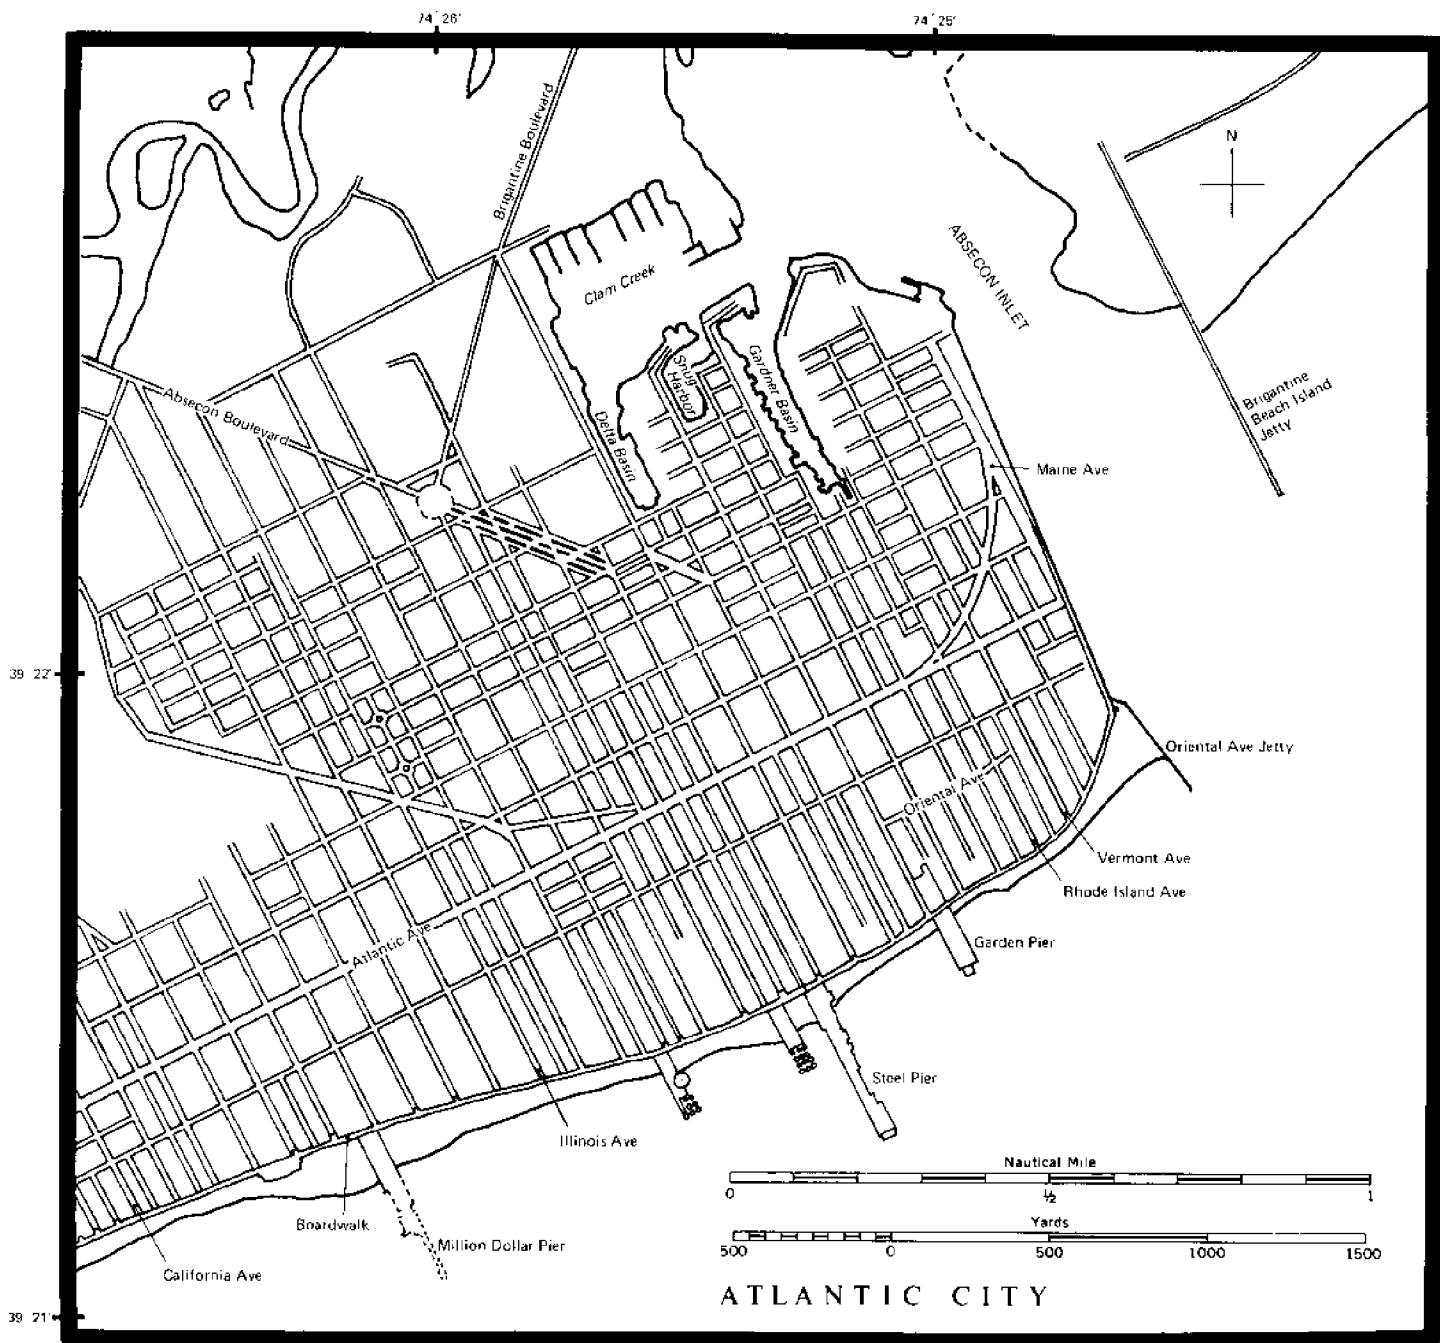 74° 26'
74° 25'
Brigantine Boulevard
N
ABSECON INLET
Clam Creek
Snug
Harbor
Gardner Basin
Delta Basin
Absecon Boulevard
Brigantine
Beach Island
Jetty
Maine Ave
39 22'
Oriental Ave Jetty
Oriental Ave
Vermont Ave
Rhode Island Ave
Garden Pier
Atlantic Ave
Steel Pier
Illinois Ave
Boardwalk
Million Dollar Pier
California Ave
Nautical Mile
0 ½ 1
Yards
500 0 500 1000 1500
ATLANTIC CITY
39 21'